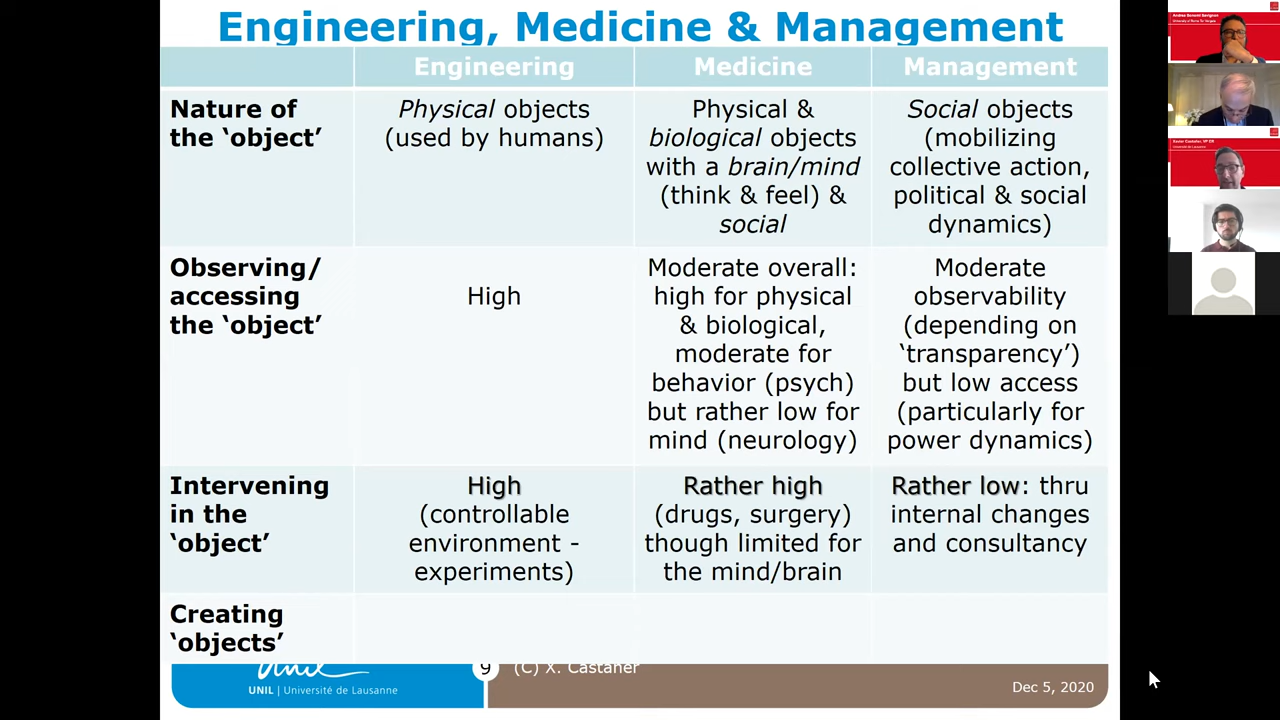 Engineering, Medicine & Management
Engineering Medicine Management
Nature of
the ‘object’
Physical objects
(used by humans)
Physical &
biological objects
with a brain/mind
(think & feel) &
social
Social objects
(mobilizing
collective action,
political & social
dynamics)
Observing/
accessing
the ‘object’
High
Moderate overall:
high for physical
& biological,
moderate for
behavior (psych)
but rather low for
mind (neurology)
Moderate
observability
(depending on
‘transparency’)
but low access
(particularly for
power dynamics)
Intervening
in the
‘object’
High
(controllable
environment -
experiments)
Rather high
(drugs, surgery)
though limited for
the mind/brain
Rather low: thru
internal changes
and consultancy
Creating
‘objects’
Unil
UNIL | Université de Lausanne
9
(C) X. Castañer
Dec 5, 2020
Université de Lausanne